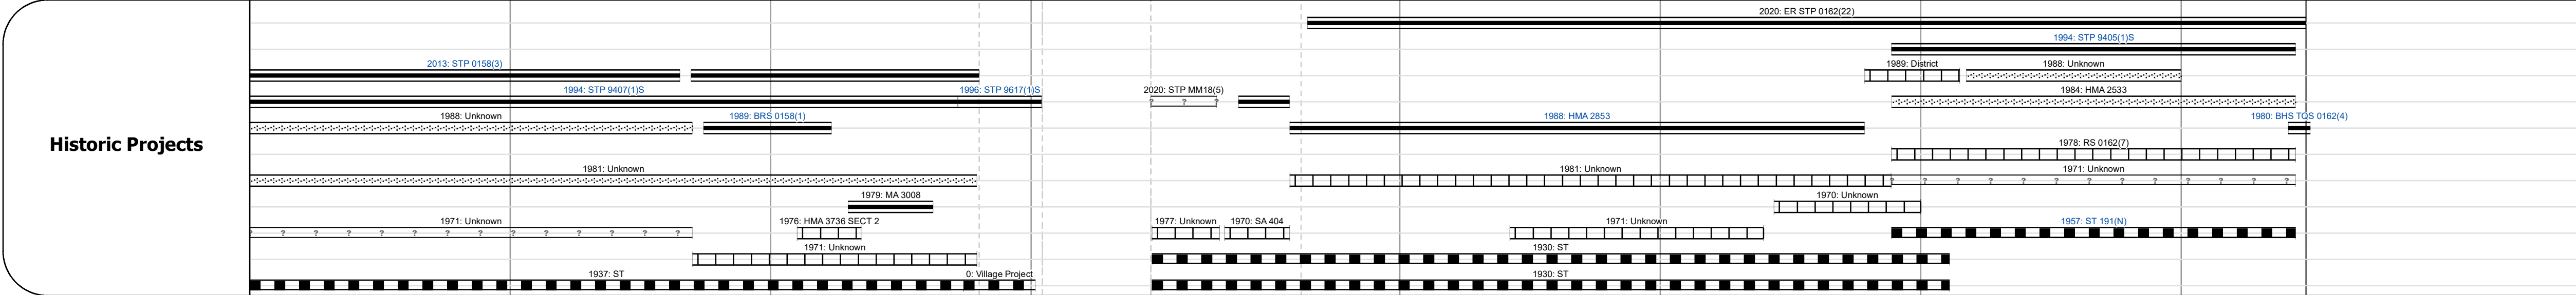 2020: ER STP 0162(22)
1994: STP 9405(1)S
2013: STP 0158(3)
1989: District
1988: Unknown
1994: STP 9407(1)S
1996: STP 9617(1)S
2020: STP MM18(5)
? ? ?
1984: HMA 2533
1988: Unknown
1989: BRS 0158(1)
1988: HMA 2853
1980: BHS TQS 0162(4)
Historic Projects
1978: RS 0162(7)
1981: Unknown
1981: Unknown
1971: Unknown
? ? ? ? ? ? ? ? ? ? ? ? ?
1979: MA 3008
1970: Unknown
1971: Unknown
? ? ? ? ? ? ? ? ? ? ? ? ? ?
1976: HMA 3736 SECT 2
1977: Unknown
1970: SA 404
1971: Unknown
1957: ST 191(N)
1971: Unknown
1930: ST
1937: ST
0: Village Project
1930: ST